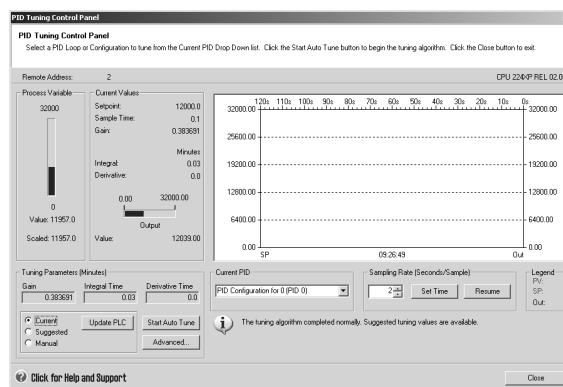 PID Tuning Control Panel
PID Tuning Control Panel
Select a PID Loop or Configuration to tune from the Current PID Drop Down list. Click the Start Auto Tune button to begin the tuning algorithm. Click the Close button to exit.
Remote Address: 2 CPU 224XP REL 02.0
Process Variable
32000
0
Value: 11957.0
Scaled: 11957.0
Current Values
Setpoint: 12000.0
Sample Time: 0.1
Gain: 0.383691
Minutes
Integral: 0.03
Derivative: 0.0
0.00 32000.00
Output
Value: 12039.00
120s 110s 100s 90s 80s 70s 60s 50s 40s 30s 20s 10s 0s
32000.00 32000.00
25600.00 25600.00
19200.00 19200.00
12800.00 12800.00
6400.00 6400.00
0.00 0.00
SP 09:26:49 Out
Tuning Parameters (Minutes)
Gain Integral Time Derivative Time
0.383691 0.03 0.0
Current
Suggested
Manual
Update PLC
Start Auto Tune
Advanced...
Current PID
PID Configuration for 0 (PID 0)
Sampling Rate (Seconds/Sample)
2 Set Time Resume
Legend
PV:
SP:
Out:
The tuning algorithm completed normally. Suggested tuning values are available.
Click for Help and Support
Close